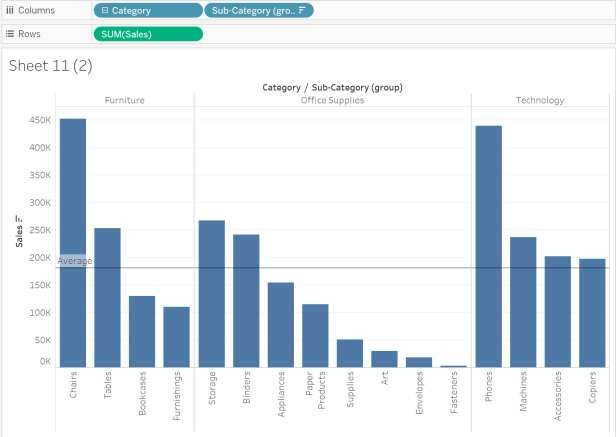 Columns
Category
Sub-Category (gro..
Rows
SUM(Sales)
Sheet 11 (2)
Category / Sub-Category (group)
Furniture
Office Supplies
Technology
Sales
450K
400K
350K
300K
250K
200K
150K
100K
50K
0K
Average
Chairs
Tables
Bookcases
Furnishings
Storage
Binders
Appliances
Paper
Products
Supplies
Art
Envelopes
Fasteners
Phones
Machines
Accessories
Copiers